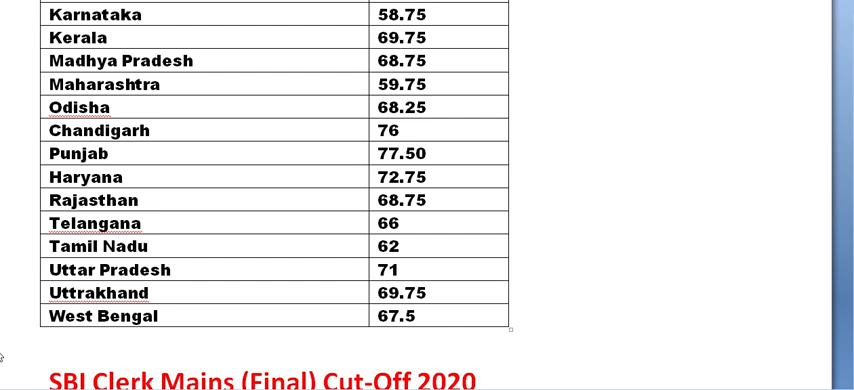 Karnataka 58.75
Kerala 69.75
Madhya Pradesh 68.75
Maharashtra 59.75
Odisha 68.25
Chandigarh 76
Punjab 77.50
Haryana 72.75
Rajasthan 68.75
Telangana 66
Tamil Nadu 62
Uttar Pradesh 71
Uttrakhand 69.75
West Bengal 67.5
SBI Clerk Mains (Final) Cut-Off 2020